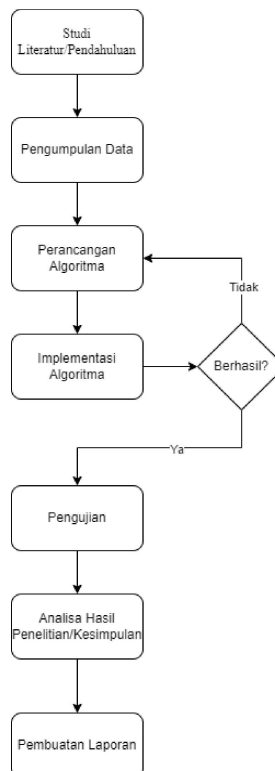 Studi
Literatur/Pendahuluan
Pengumpulan Data
Perancangan
Algoritma
Tidak
Implementasi
Algoritma
Berhasil?
Ya
Pengujian
Analisa Hasil
Penelitian/Kesimpulan
Pembuatan Laporan